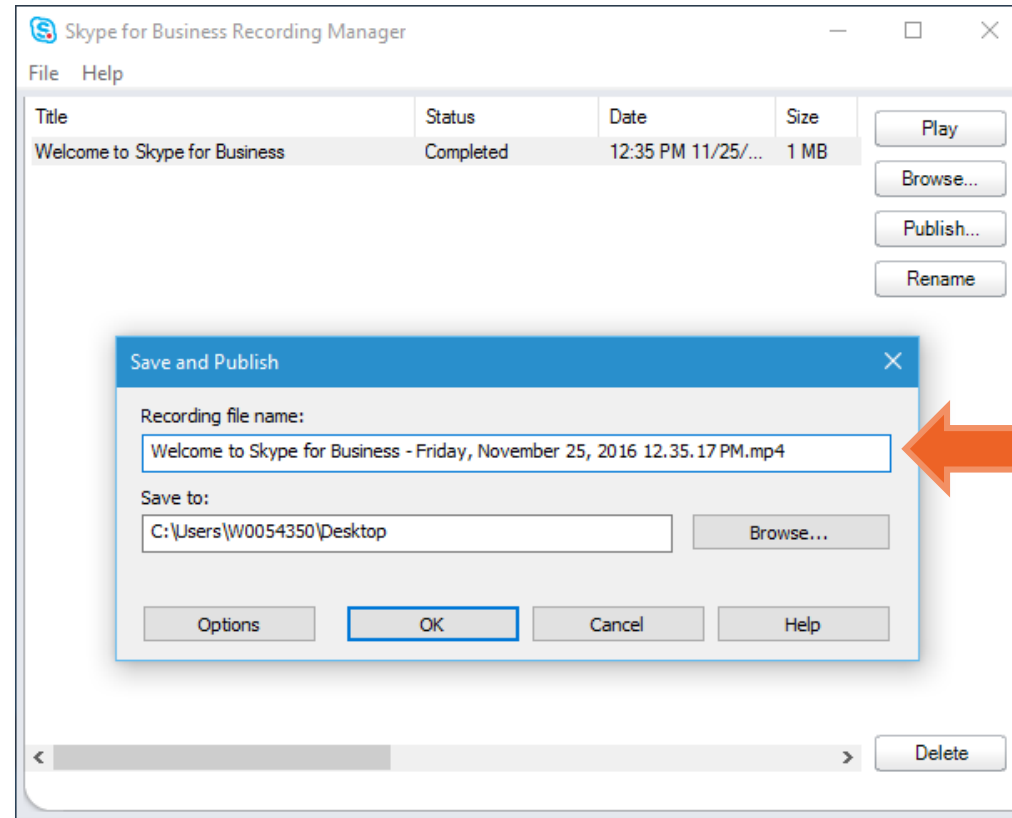 Skype for Business Recording Manager
File Help
Title Status Date Size
Welcome to Skype for Business Completed 12:35 PM 11/25/... 1 MB
Play
Browse...
Publish...
Rename
Save and Publish
Recording file name:
Welcome to Skype for Business - Friday, November 25, 2016 12.35.17 PM.mp4
Save to:
C:\Users\W0054350\Desktop
Browse...
Options OK Cancel Help
Delete